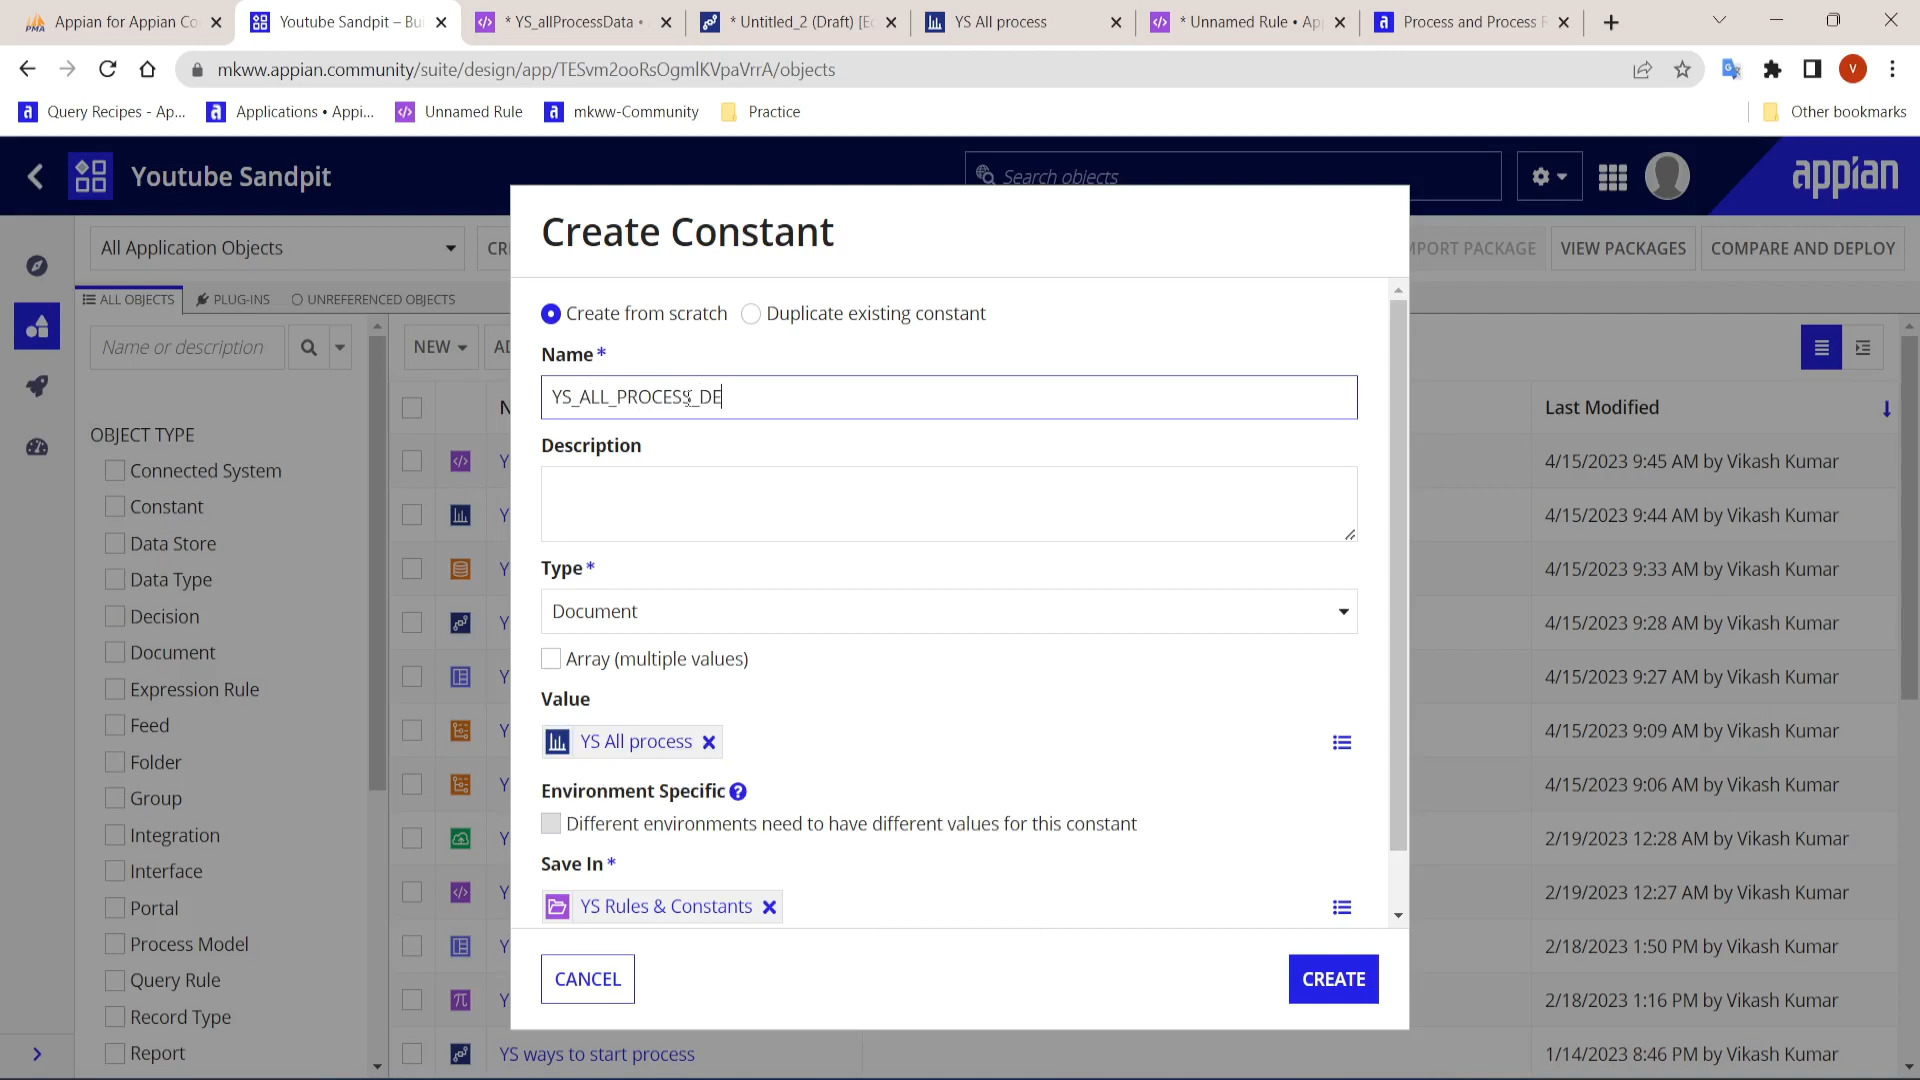 PMA Appian for Appian Co
Youtube Sandpit – Bui
* YS_allProcessData •
* Untitled_2 (Draft) [Ec
YS All process
* Unnamed Rule • Ap
Process and Process R
mkww.appian.community/suite/design/app/TESvm2ooRsOgmlKVpaVrrA/objects
V
Query Recipes - Ap...
Applications • Appi...
Unnamed Rule
mkww-Community
Practice
Other bookmarks
Youtube Sandpit
Search objects
appian
All Application Objects
CR
MPORT PACKAGE
VIEW PACKAGES
COMPARE AND DEPLOY
ALL OBJECTS
PLUG-INS
UNREFERENCED OBJECTS
Name or description
NEW
AD
OBJECT TYPE
Connected System
Constant
Data Store
Data Type
Decision
Document
Expression Rule
Feed
Folder
Group
Integration
Interface
Portal
Process Model
Query Rule
Record Type
Report
Create Constant
Create from scratch
Duplicate existing constant
Name *
YS_ALL_PROCESS_DE
Description
Type *
Document
Array (multiple values)
Value
YS All process
Environment Specific ?
Different environments need to have different values for this constant
Save In *
YS Rules & Constants
CANCEL
CREATE
YS ways to start process
Last Modified
4/15/2023 9:45 AM by Vikash Kumar
4/15/2023 9:44 AM by Vikash Kumar
4/15/2023 9:33 AM by Vikash Kumar
4/15/2023 9:28 AM by Vikash Kumar
4/15/2023 9:27 AM by Vikash Kumar
4/15/2023 9:09 AM by Vikash Kumar
4/15/2023 9:06 AM by Vikash Kumar
2/19/2023 12:28 AM by Vikash Kumar
2/19/2023 12:27 AM by Vikash Kumar
2/18/2023 1:50 PM by Vikash Kumar
2/18/2023 1:16 PM by Vikash Kumar
1/14/2023 8:46 PM by Vikash Kumar